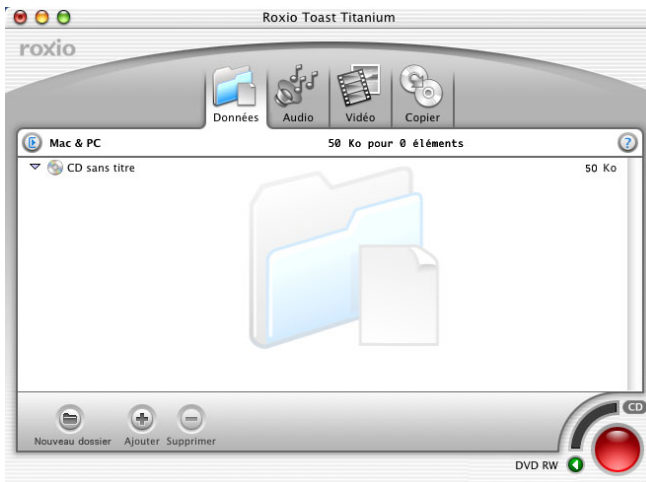 Roxio Toast Titanium
roxio
Données Audio Vidéo Copier
Mac & PC 50 Ko pour 0 éléments ?
CD sans titre 50 Ko
CD
Nouveau dossier Ajouter Supprimer
DVD RW